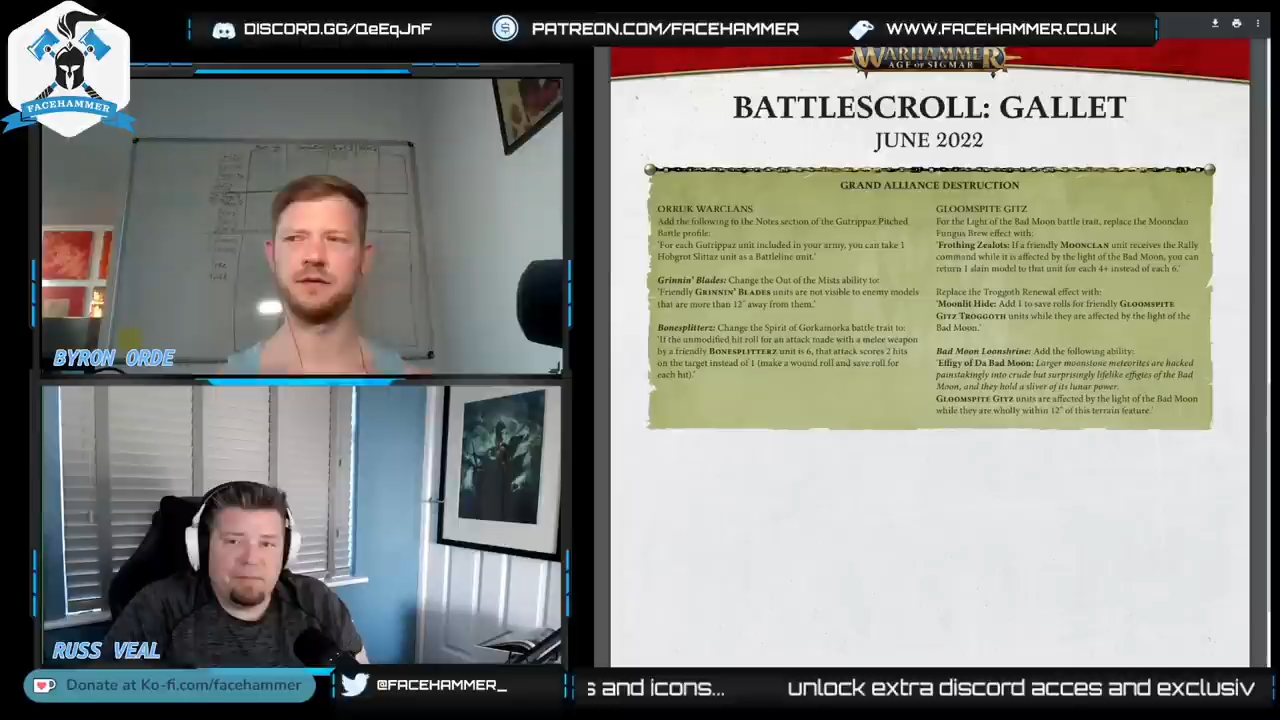 DISCORD.GG/QeEqJnF
PATREON.COM/FACEHAMMER
WWW.FACEHAMMER.CO.UK
FACEHAMMER
BYRON ORDE
RUSS VEAL
WARHAMMER
AGE OF SIGMAR
BATTLESCROLL: GALLET
JUNE 2022
GRAND ALLIANCE DESTRUCTION
ORRUK WARCLANS
Add the following to the Notes section of the Gutrippaz Pitched
Battle profile:
'For each Gutrippaz unit included in your army, you can take 1
Hobgrot Slittaz unit as a Battleline unit.'
Grinnin' Blades: Change the Out of the Mists ability to:
'Friendly GRINNIN' BLADES units are not visible to enemy models
that are more than 12" away from them.'
Bonesplitterz: Change the Spirit of Gorkamorka battle trait to:
'If the unmodified hit roll for an attack made with a melee weapon
by a friendly BONESPLITTERZ unit is 6, that attack scores 2 hits
on the target instead of 1 (make a wound roll and save roll for
each hit).'
GLOOMSPITE GITZ
For the Light of the Bad Moon battle trait, replace the Moonclan
Fungus Brew effect with:
'Frothing Zealots: If a friendly MOONCLAN unit receives the Rally
command while it is affected by the light of the Bad Moon, you can
return 1 slain model to that unit for each 4+ instead of each 6.'
Replace the Troggoth Renewal effect with:
'Moonlit Hide: Add 1 to save rolls for friendly GLOOMSPITE
GITZ TROGGOTH units while they are affected by the light of the
Bad Moon.'
Bad Moon Loonshrine: Add the following ability:
'Effigy of Da Bad Moon: Larger moonstone meteorites are hacked
painstakingly into crude but surprisingly lifelike effigies of the Bad
Moon, and they hold a sliver of its lunar power.
GLOOMSPITE GITZ units are affected by the light of the Bad Moon
while they are wholly within 12" of this terrain feature.'
Donate at Ko-fi.com/facehammer
@FACEHAMMER_
s and icons... unlock extra discord acces and exclusiv